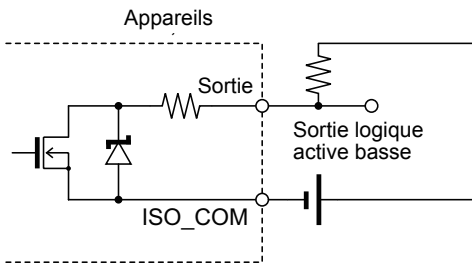 Appareils
Sortie
Sortie logique
active basse
ISO_COM